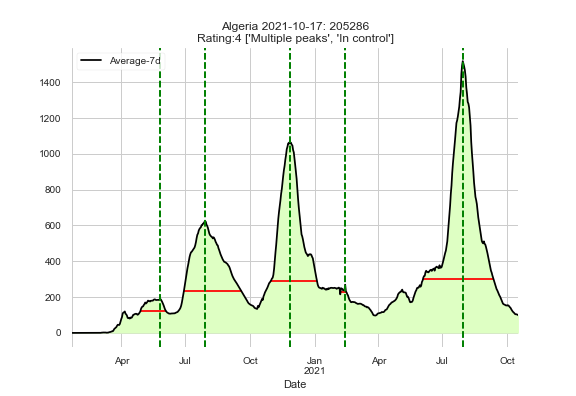 Algeria 2021-10-17: 205286
Rating:4 ['Multiple peaks', 'In control']
Average-7d
1400
1200
1000
800
600
400
200
0
Apr Jul Oct Jan Apr Jul Oct
2021
Date